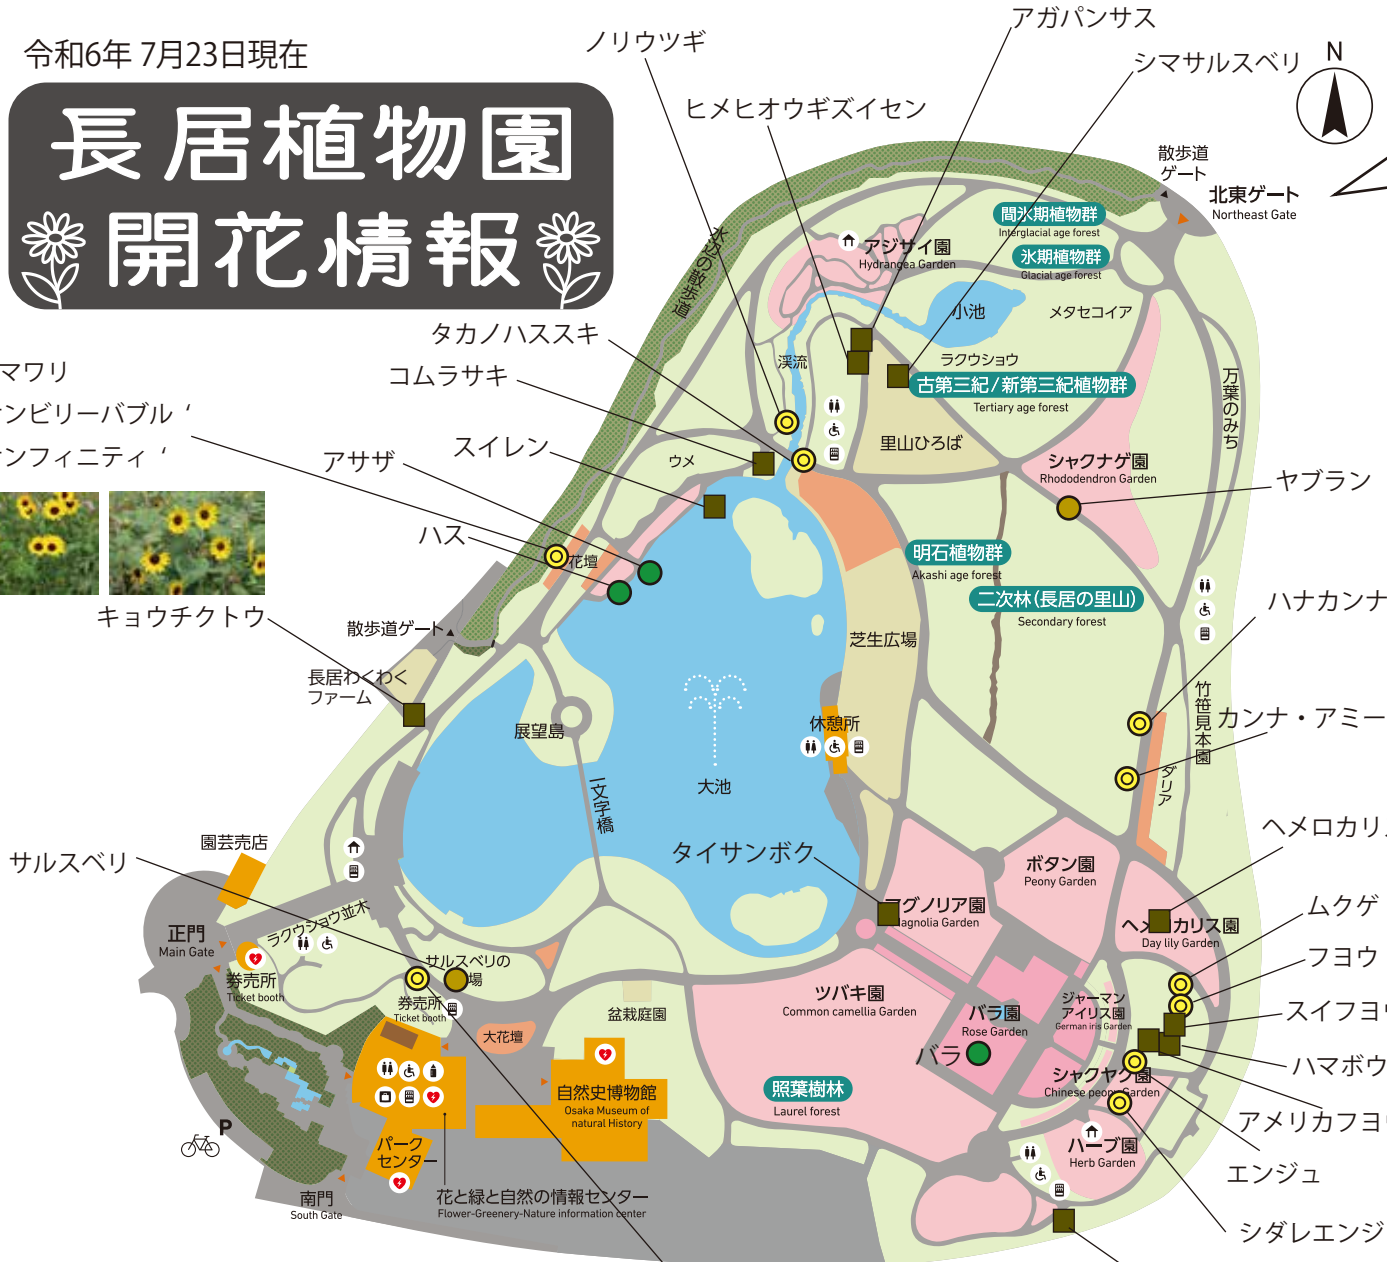 令和6年 7月23日現在
長居植物園
開花情報
ノリウツギ
アガパンサス
シマサルスベリ
ヒメヒオウギズイセン
N
散歩道
ゲート
北東ゲート
Northeast Gate
間氷期植物群
Interglacial age forest
氷期植物群
Glacial age forest
アジサイ園
Hydrangea Garden
水辺の散歩道
小池
メタセコイア
タカノハススキ
渓流
ラクウショウ
マワリ
コムラサキ
古第三紀/新第三紀植物群
Tertiary age forest
万葉のみち
ンビリーバブル ‘
ンフィニティ ‘
スイレン
アサザ
ウメ
里山ひろば
シャクナゲ園
Rhododendron Garden
ヤブラン
ハス
花壇
明石植物群
Akashi age forest
二次林(長居の里山)
Secondary forest
ハナカンナ
キョウチクトウ
散歩道ゲート
芝生広場
長居わくわく
ファーム
竹笹見本園
カンナ・アミー
展望島
休憩所
大池
一文字橋
ダリア
園芸売店
サルスベリ
タイサンボク
ボタン園
Peony Garden
ヘメロカリ
マグノリア園
Magnolia Garden
ヘメロカリス園
Day lily Garden
ムクゲ
ラクウショウ並木
正門
Main Gate
券売所
Ticket booth
サルスベリの
場
フヨウ
券売所
Ticket booth
盆栽庭園
ツバキ園
Common camellia Garden
ジャーマン
アイリス園
German iris Garden
バラ園
Rose Garden
スイフヨ
大花壇
バラ
ハマボウ
シャクヤク園
Chinese peony Garden
自然史博物館
Osaka Museum of
natural History
照葉樹林
Laurel forest
アメリカフヨ
P
パーク
センター
ハーブ園
Herb Garden
エンジュ
南門
South Gate
花と緑と自然の情報センター
Flower-Greenery-Nature information center
シダレエンジ